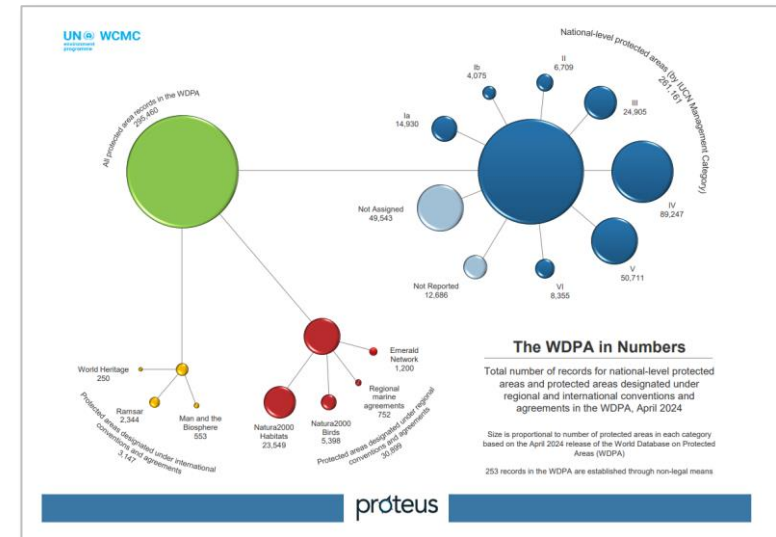 UN WCMC
environment
programme
All protected area records in the WDPA
295,460
National-level protected areas (by IUCN Management Category)
261,161
Ia
14,930
Ib
4,075
II
6,709
III
24,905
IV
89,247
V
50,711
VI
8,355
Not Reported
12,686
Not Assigned
49,543
World Heritage
250
Ramsar
2,344
Man and the
Biosphere
553
Protected areas designated under international
conventions and agreements
3,147
Natura2000
Habitats
23,549
Natura2000
Birds
5,398
Regional
marine
agreements
752
Emerald
Network
1,200
Protected areas designated under regional
conventions and agreements
30,899
The WDPA in Numbers
Total number of records for national-level protected
areas and protected areas designated under
regional and international conventions and
agreements in the WDPA, April 2024
Size is proportional to number of protected areas in each category
based on the April 2024 release of the World Database on Protected
Areas (WDPA)
253 records in the WDPA are established through non-legal means
proteus